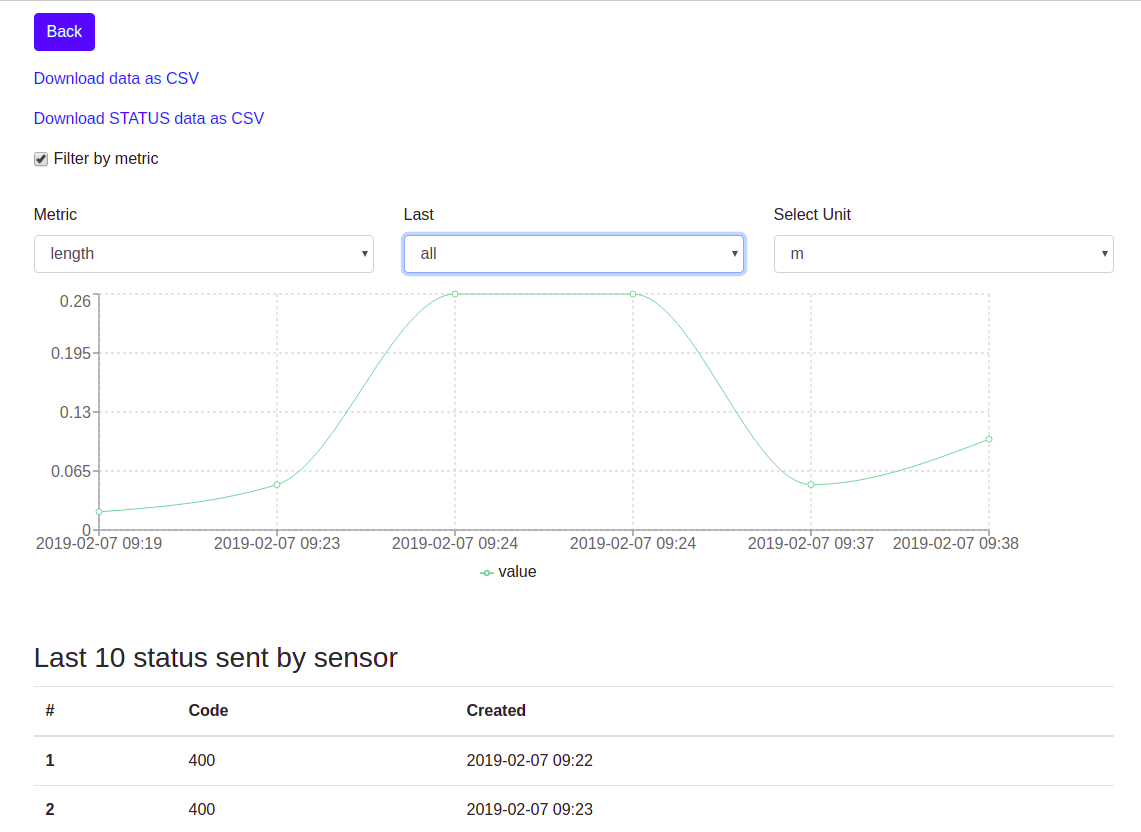 Back
Download data as CSV
Download STATUS data as CSV
Filter by metric
Metric Last Select Unit
length all m
0.26
0.195
0.13
0.065
0
2019-02-07 09:19 2019-02-07 09:23 2019-02-07 09:24 2019-02-07 09:24 2019-02-07 09:37 2019-02-07 09:38
value
Last 10 status sent by sensor
# Code Created
1 400 2019-02-07 09:22
2 400 2019-02-07 09:23